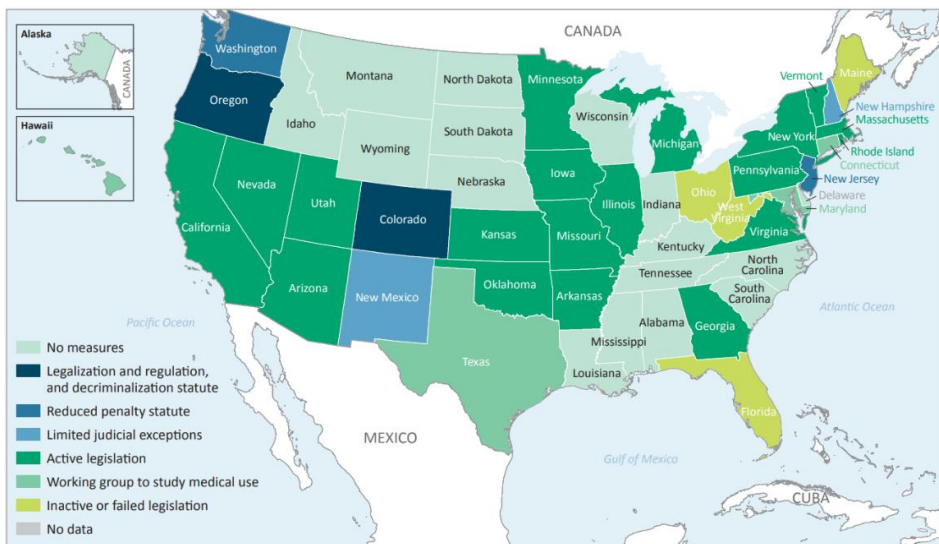 Alaska
CANADA
Hawaii
CANADA
Washington
Oregon
Montana
North Dakota
Minnesota
Idaho
South Dakota
Wisconsin
Wyoming
Michigan
Vermont
Maine
New Hampshire
Massachusetts
New York
Rhode Island
Connecticut
New Jersey
Delaware
Maryland
Pennsylvania
Nebraska
Iowa
Nevada
Utah
Colorado
California
Kansas
Missouri
Illinois
Indiana
Ohio
West
Virginia
Virginia
Kentucky
North
Carolina
Tennessee
South
Carolina
Arizona
New Mexico
Oklahoma
Arkansas
Georgia
Alabama
Mississippi
Texas
Louisiana
Florida
Pacific Ocean
Atlantic Ocean
MEXICO
Gulf of Mexico
CUBA
No measures
Legalization and regulation,
and decriminalization statute
Reduced penalty statute
Limited judicial exceptions
Active legislation
Working group to study medical use
Inactive or failed legislation
No data